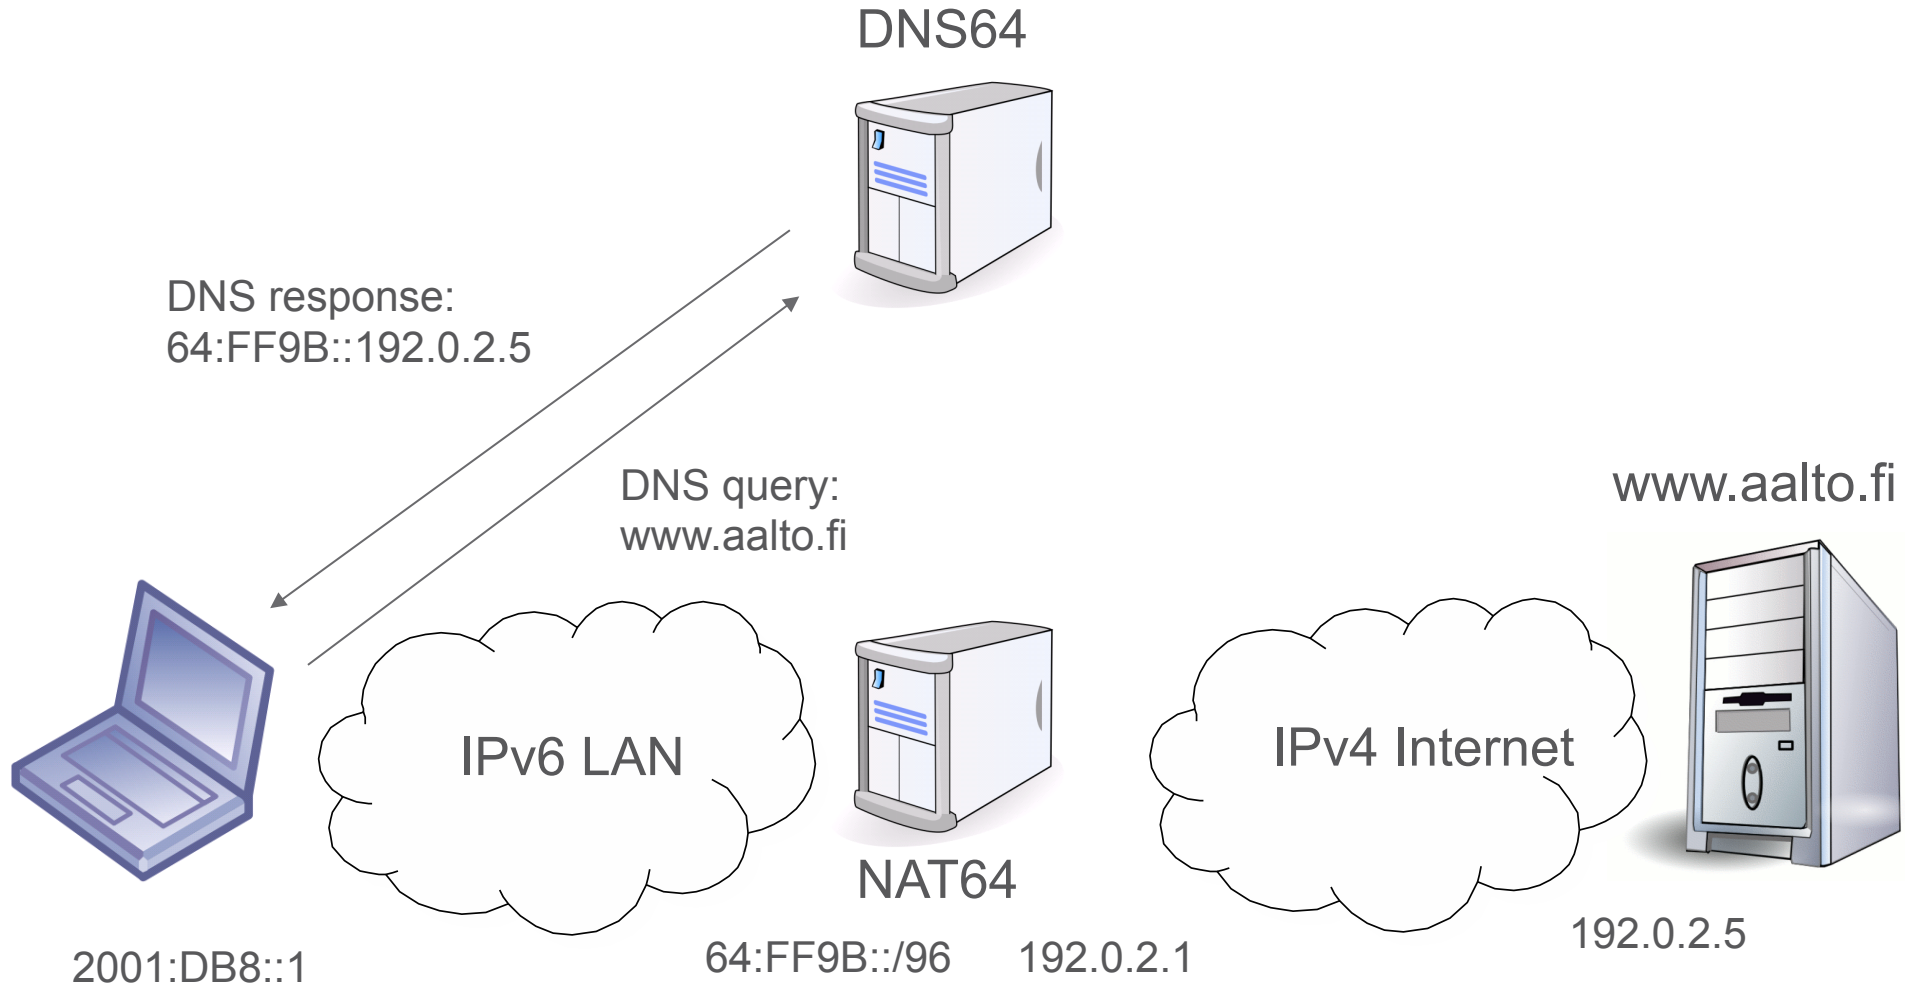 DNS64
DNS response:
64:FF9B::192.0.2.5
DNS query:
www.aalto.fi
www.aalto.fi
IPv6 LAN
IPv4 Internet
NAT64
2001:DB8::1
64:FF9B::/96
192.0.2.1
192.0.2.5